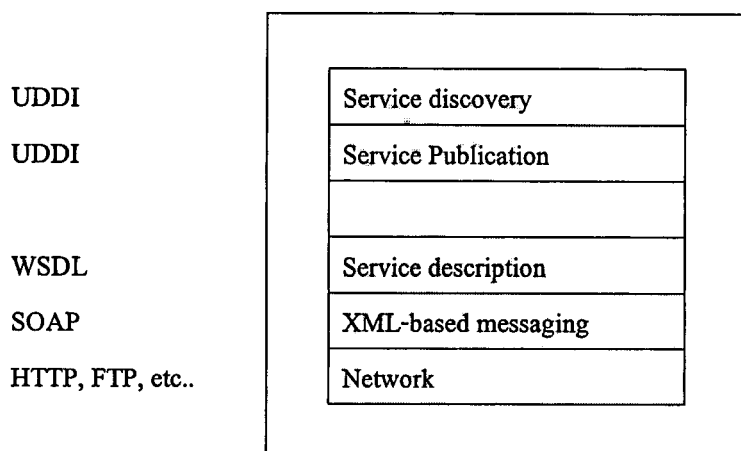 UDDI Service discovery
UDDI Service Publication
WSDL Service description
SOAP XML-based messaging
HTTP, FTP, etc.. Network